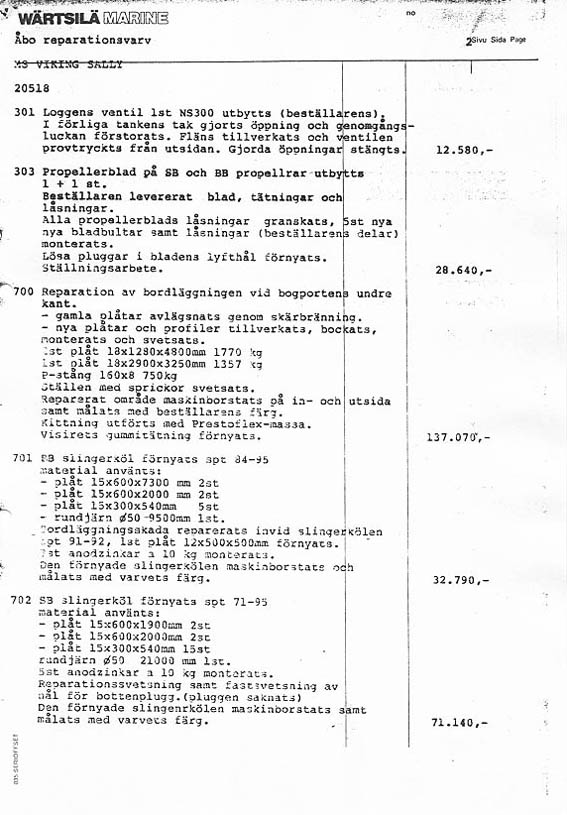 WÄRTSILÄ MARINE
no
Åbo reparationsvarv
2 Sivu Sida Page
MS VIKING SALLY
20518
301 Loggens ventil 1st NS300 utbytts (beställarens).
I förliga tankens tak gjorts öppning och genomgångs-
luckan förstorats. Fläns tillverkats och ventilen
provtryckts från utsidan. Gjorda öppningar stängts. 12.580,-
303 Propellerblad på SB och BB propellrar utbytts
1 + 1 st.
Beställaren levererat blad, tätningar och
låsningar.
Alla propellerblads låsningar granskats, 5st nya
nya bladbultar samt låsningar (beställarens delar)
monterats.
Lösa pluggar i bladens lyfthål förnyats.
Ställningsarbete. 28.640,-
700 Reparation av bordläggningen vid bogportens undre
kant.
- gamla plåtar avlägsnats genom skärbränning.
- nya plåtar och profiler tillverkats, bockats,
monterats och svetsats.
1st plåt 18x1280x4800mm 1770 kg
1st plåt 18x2900x3250mm 1357 kg
P-stång 160x8 750kg
Ställen med sprickor svetsats.
Reparerat område maskinborstats på in- och utsida
samt målats med beställarens färg.
Kittning utförts med Prestoflex-massa.
Visirets gummitätning förnyats. 137.070,-
701 BB slingerköl förnyats spt 84-95
material använts:
- plåt 15x600x7300 mm 2st
- plåt 15x600x2000 mm 2st
- plåt 15x300x540mm 5st
- rundjärn ø50 -9500mm 1st.
Bordläggningsskada reparerats invid slingerkölen
spt 91-92, 1st plåt 12x500x500mm förnyats.
st anodzinkar a 10 kg monterats.
Den förnyade slingerkölen maskinborstats och
målats med varvets färg. 32.790,-
702 SB slingerköl förnyats spt 71-95
material använts:
- plåt 15x600x1900mm 2st
- plåt 15x600x2000mm 2st
- plåt 15x300x540mm 15st
rundjärn ø50 21000 mm 1st.
5st anodzinkar a 10 kg monterats.
Reparationssvetsning samt fastsvetsning av
nål för bottenplugg.(pluggen saknats)
Den förnyade slingenrkölen maskinborstats samt
målats med varvets färg. 71.140,-
SERIOFFSET